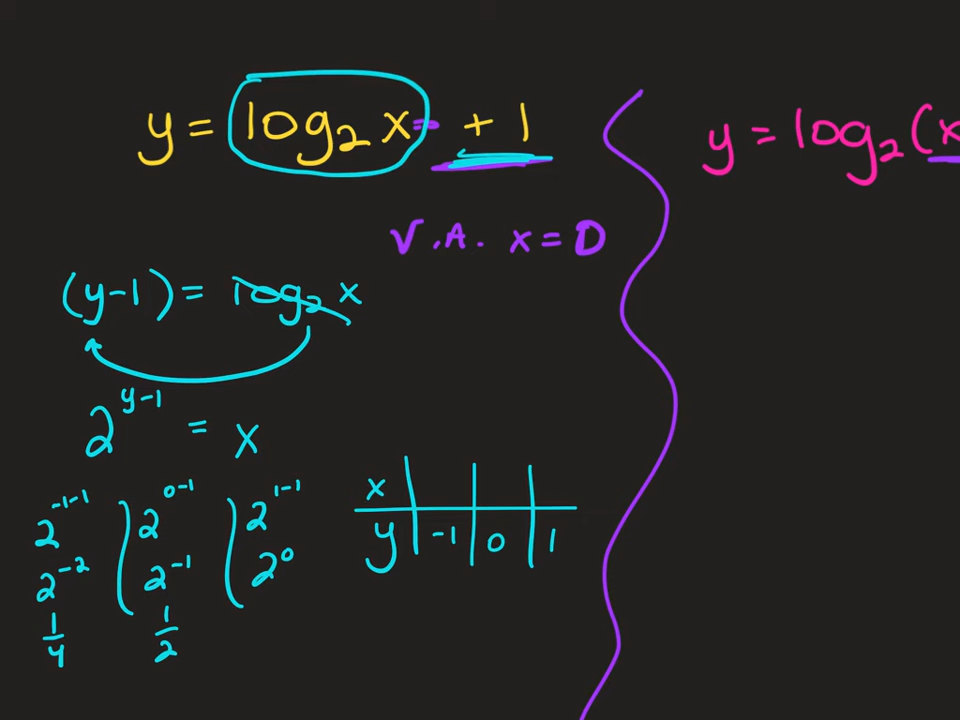 y = log₂ x + 1
y = log₂ (x
V.A. x = 0
(y-1) = log₂ x
2^{y-1} = x
2^{-1-1} 2^{0-1} 2^{1-1}
2^{-2} 2^{-1} 2^{0}
1/4 1/2
x
y -1 0 1